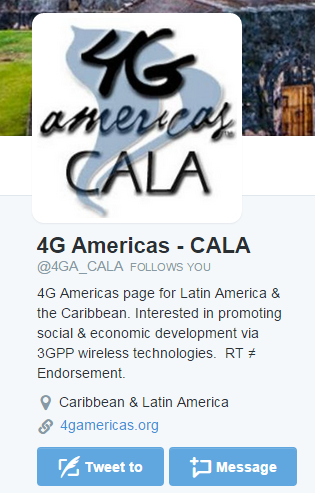 4G
americas
CALA
4G Americas - CALA
@4GA_CALA FOLLOWS YOU
4G Americas page for Latin America &
the Caribbean. Interested in promoting
social & economic development via
3GPP wireless technologies. RT ≠
Endorsement.
Caribbean & Latin America
4gamericas.org
Tweet to
Message